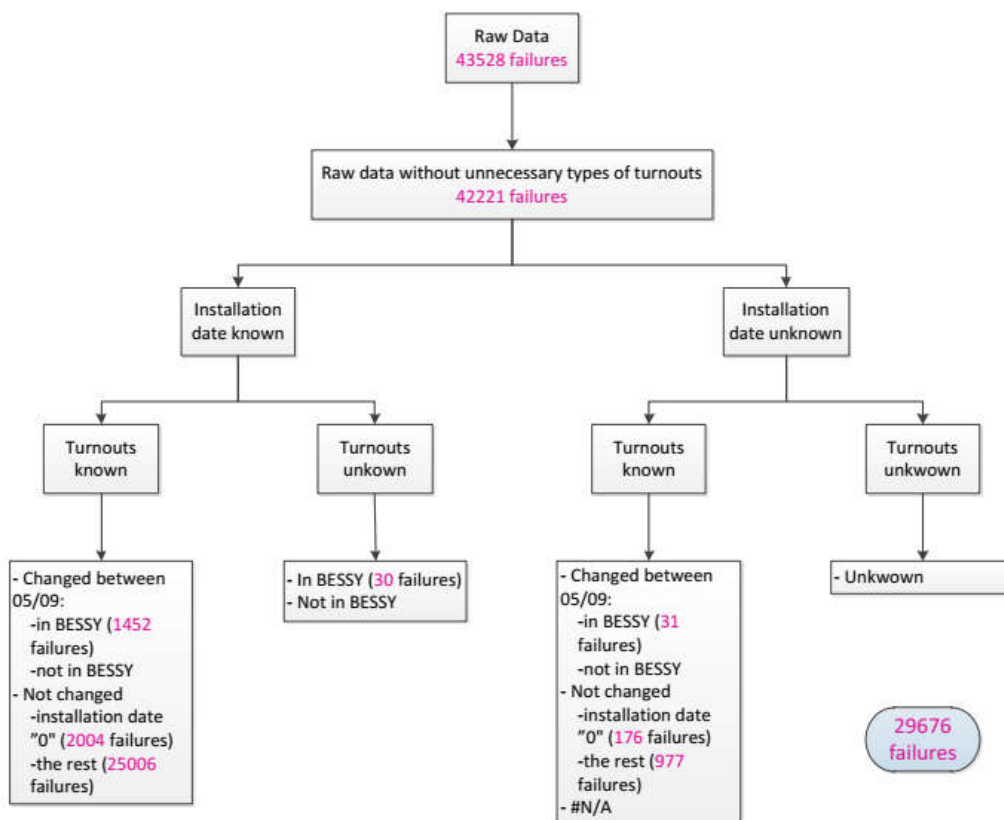 Raw Data
43528 failures
Raw data without unnecessary types of turnouts
42221 failures
Installation
date known
Installation
date unknown
Turnouts
known
Turnouts
unkown
Turnouts
known
Turnouts
unkwown
- Changed between
05/09:
-in BESSY (1452
failures)
-not in BESSY
- Not changed
-installation date
"0" (2004 failures)
-the rest (25006
failures)
- In BESSY (30 failures)
- Not in BESSY
- Changed between
05/09:
-in BESSY (31
failures)
-not in BESSY
- Not changed
-installation date
"0" (176 failures)
-the rest (977
failures)
- #N/A
- Unkwown
29676
failures